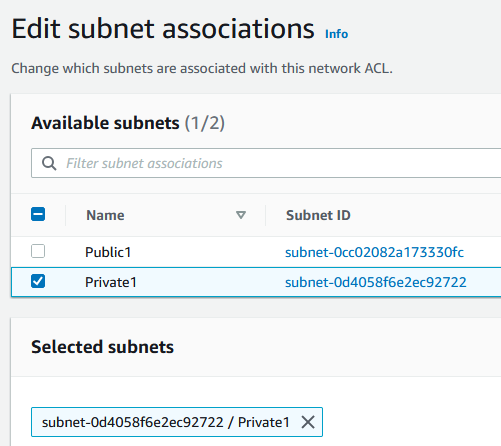 Edit subnet associations Info
Change which subnets are associated with this network ACL.
Available subnets (1/2)
Filter subnet associations
Name Subnet ID
Public1 subnet-0cc02082a173330fc
Private1 subnet-0d4058f6e2ec92722
Selected subnets
subnet-0d4058f6e2ec92722 / Private1